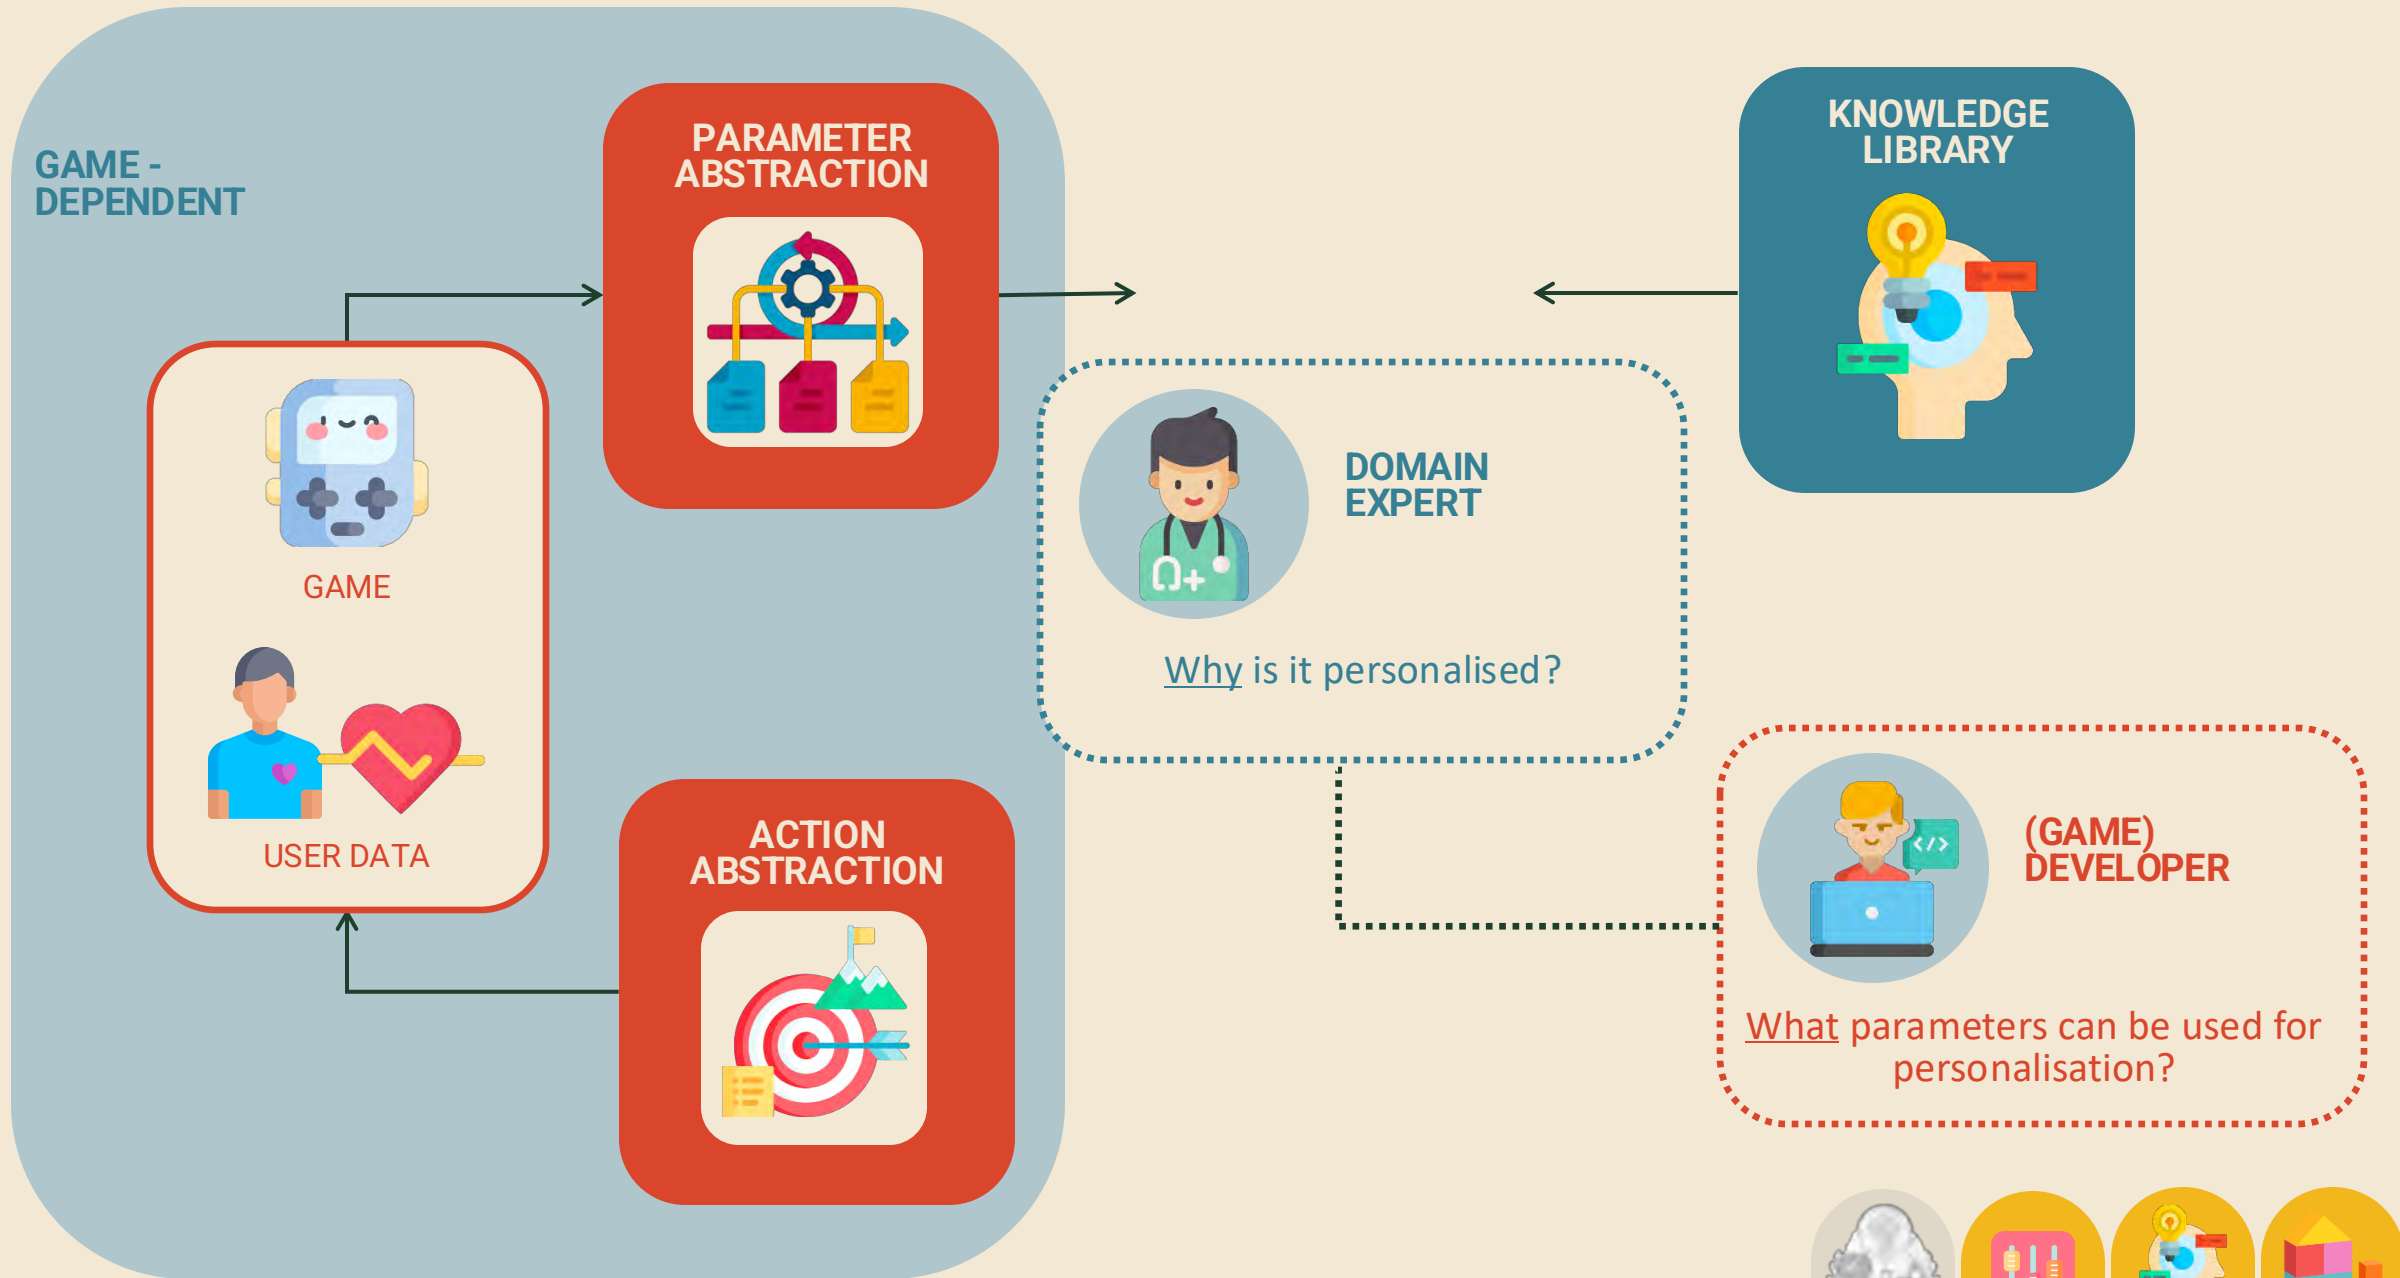 GAME -
DEPENDENT
PARAMETER
ABSTRACTION
KNOWLEDGE
LIBRARY
GAME
USER DATA
DOMAIN
EXPERT
Why is it personalised?
ACTION
ABSTRACTION
(GAME)
DEVELOPER
</>
What parameters can be used for
personalisation?